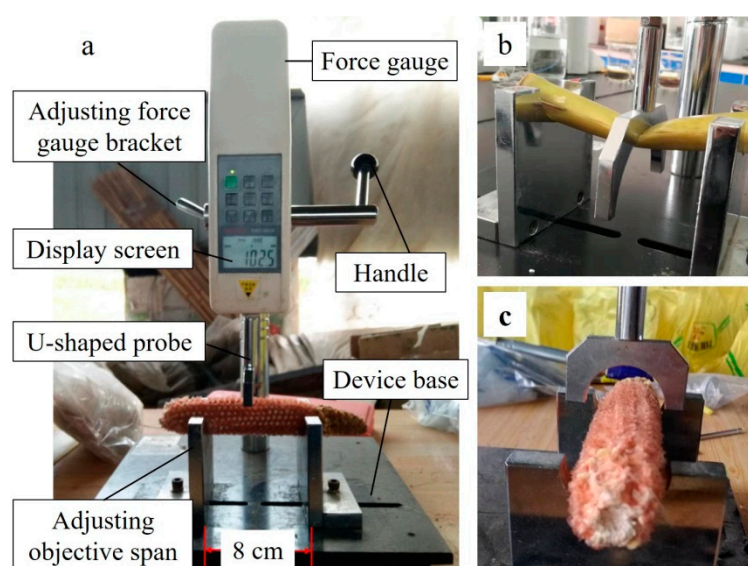 a
Force gauge
Adjusting force
gauge bracket
Display screen
1025
Handle
U-shaped probe
Device base
Adjusting
objective span
8 cm
b
c